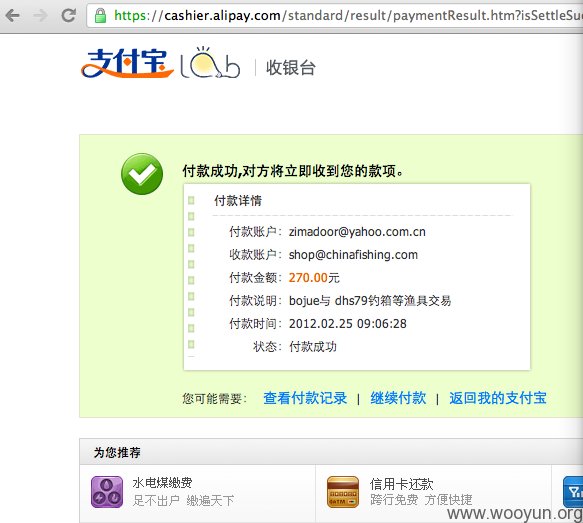 https://cashier.alipay.com/standard/result/paymentResult.htm?isSettleSu
支付宝 Lab | 收银台
付款成功,对方将立即收到您的款项。
付款详情
付款账户: zimadoor@yahoo.com.cn
收款账户: shop@chinafishing.com
付款金额: 270.00元
付款说明: bojue与 dhs79钓箱等渔具交易
付款时间: 2012.02.25 09:06:28
状态: 付款成功
您可能需要: 查看付款记录 | 继续付款 | 返回我的支付宝
为您推荐
水电煤缴费
足不出户 缴遍天下
信用卡还款
跨行免费 方便快捷
www.wooyun.org